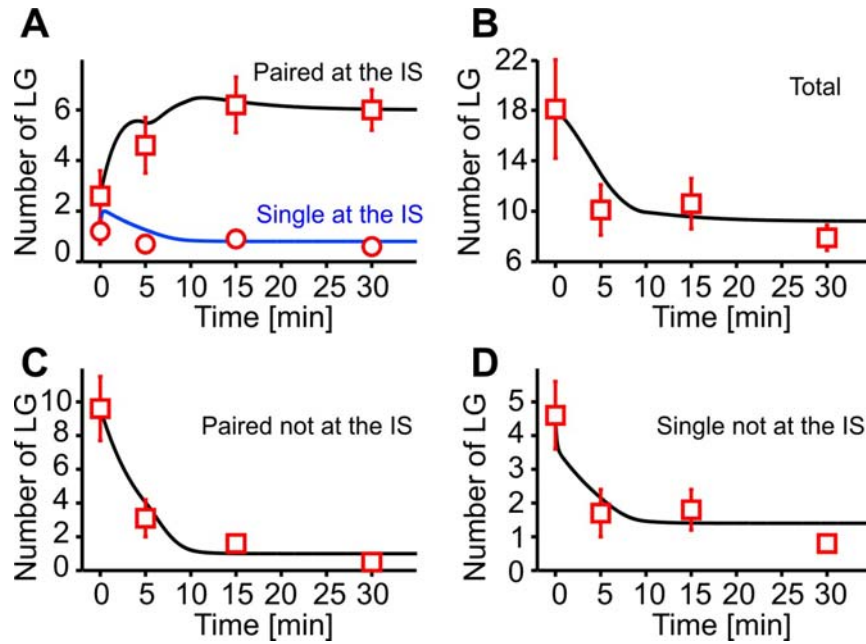 A
Number of LG
6
4
2
0
Paired at the IS
Single at the IS
0 5 10 15 20 25 30
Time [min]
B
Number of LG
22
18
14
10
6
Total
0 5 10 15 20 25 30
Time [min]
C
Number of LG
10
8
6
4
2
0
Paired not at the IS
0 5 10 15 20 25 30
Time [min]
D
Number of LG
5
4
3
2
1
0
Single not at the IS
0 5 10 15 20 25 30
Time [min]